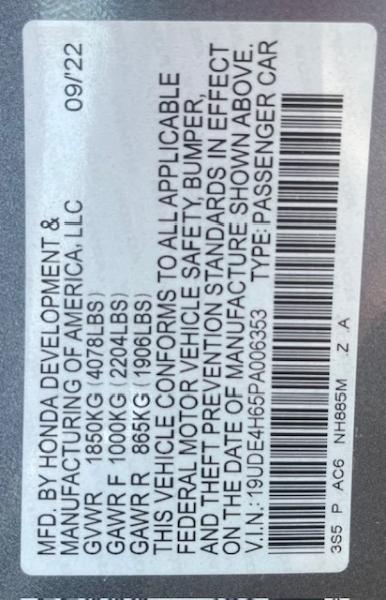 MFD. BY HONDA DEVELOPMENT &
MANUFACTURING OF AMERICA, LLC 09/'22
GVWR 1850KG (4078LBS)
GAWR F 1000KG (2204LBS)
GAWR R 865KG (1906LBS)
THIS VEHICLE CONFORMS TO ALL APPLICABLE
FEDERAL MOTOR VEHICLE SAFETY, BUMPER,
AND THEFT PREVENTION STANDARDS IN EFFECT
ON THE DATE OF MANUFACTURE SHOWN ABOVE.
V.I.N.: 19UDE4H65PA006353 TYPE: PASSENGER CAR
3S5 P AC6 NH885M Z A